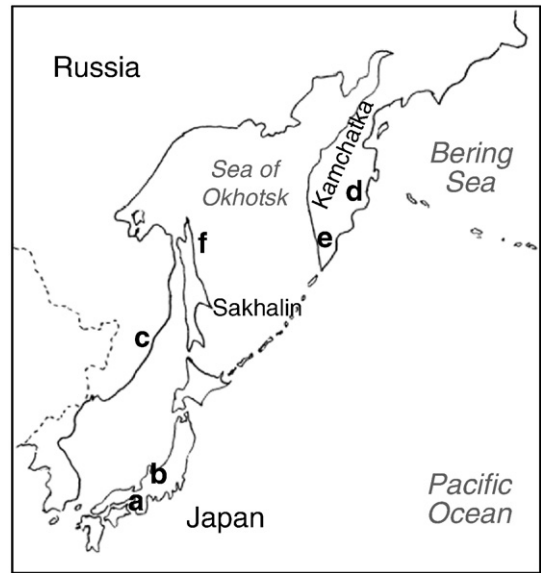 Russia
Kamchatka
Bering
Sea
Sea of
Okhotsk
d
e
f
Sakhalin
c
b
a
Japan
Pacific
Ocean